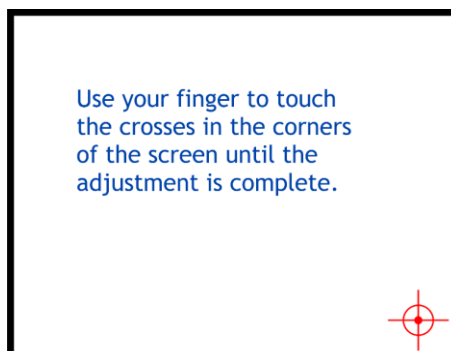 Use your finger to touch
the crosses in the corners
of the screen until the
adjustment is complete.